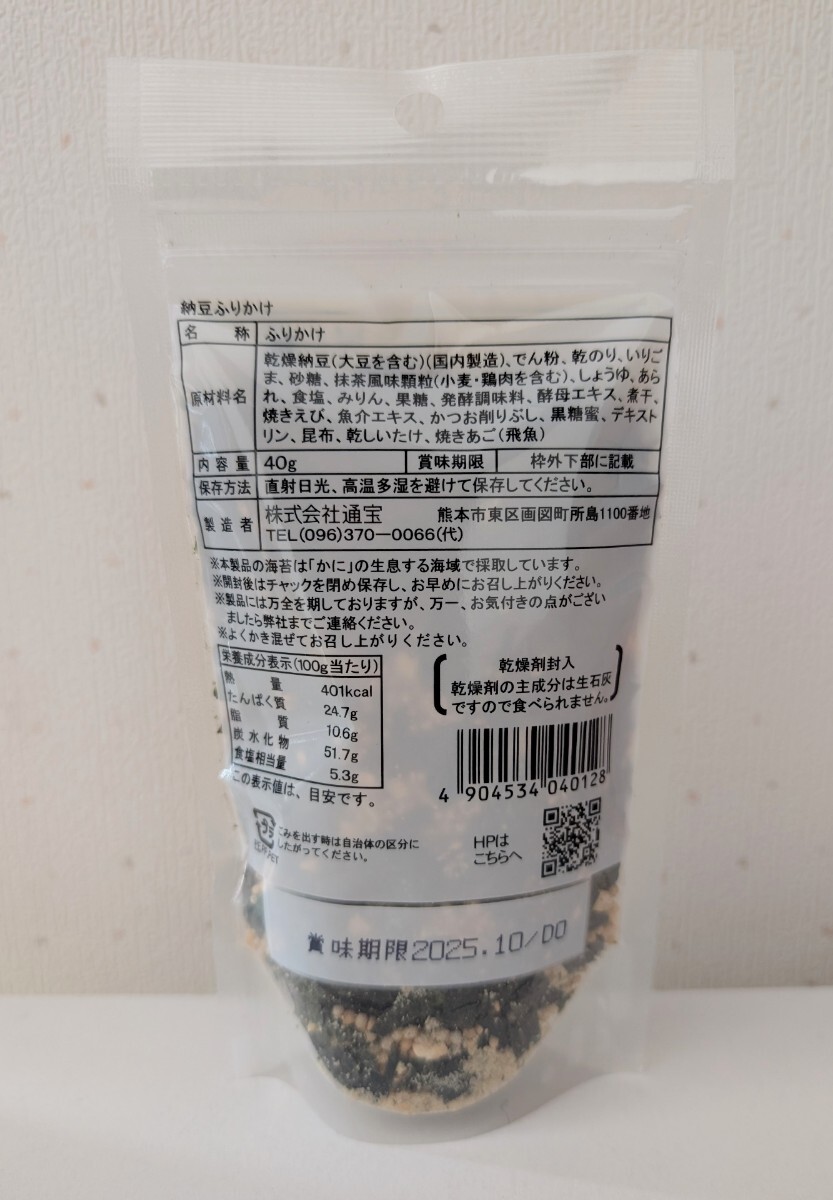 納豆ふりかけ
名 称 ふりかけ
原材料名 乾燥納豆(大豆を含む)(国内製造)、でん粉、乾のり、いりご
ま、砂糖、抹茶風味顆粒(小麦・鶏肉を含む)、しょうゆ、あら
れ、食塩、みりん、果糖、発酵調味料、酵母エキス、煮干、
焼きえび、魚介エキス、かつお削りぶし、黒糖蜜、デキスト
リン、昆布、乾しいたけ、焼きあご(飛魚)
内容量 40g 賞味期限 枠外下部に記載
保存方法 直射日光、高温多湿を避けて保存してください。
製造者 株式会社通宝 熊本市東区画図町所島1100番地
TEL(096)370ー0066(代)
※本製品の海苔は「かに」の生息する海域で採取しています。
※開封後はチャックを閉め保存し、お早めにお召し上がりください。
※製品には万全を期しておりますが、万一、お気付きの点がござい
ましたら弊社までご連絡ください。
※よくかき混ぜてお召し上がりください。
栄養成分表示(100g当たり)
熱 量 401kcal
たんぱく質 24.7g
脂 質 10.6g
炭水化物 51.7g
食塩相当量 5.3g
この表示値は、目安です。
乾燥剤封入
乾燥剤の主成分は生石灰
ですので食べられません。
4 904534 040128
プラ
ごみを出す時は自治体の区分に
したがってください。
HPは
こちらへ
賞味期限2025.10/DO